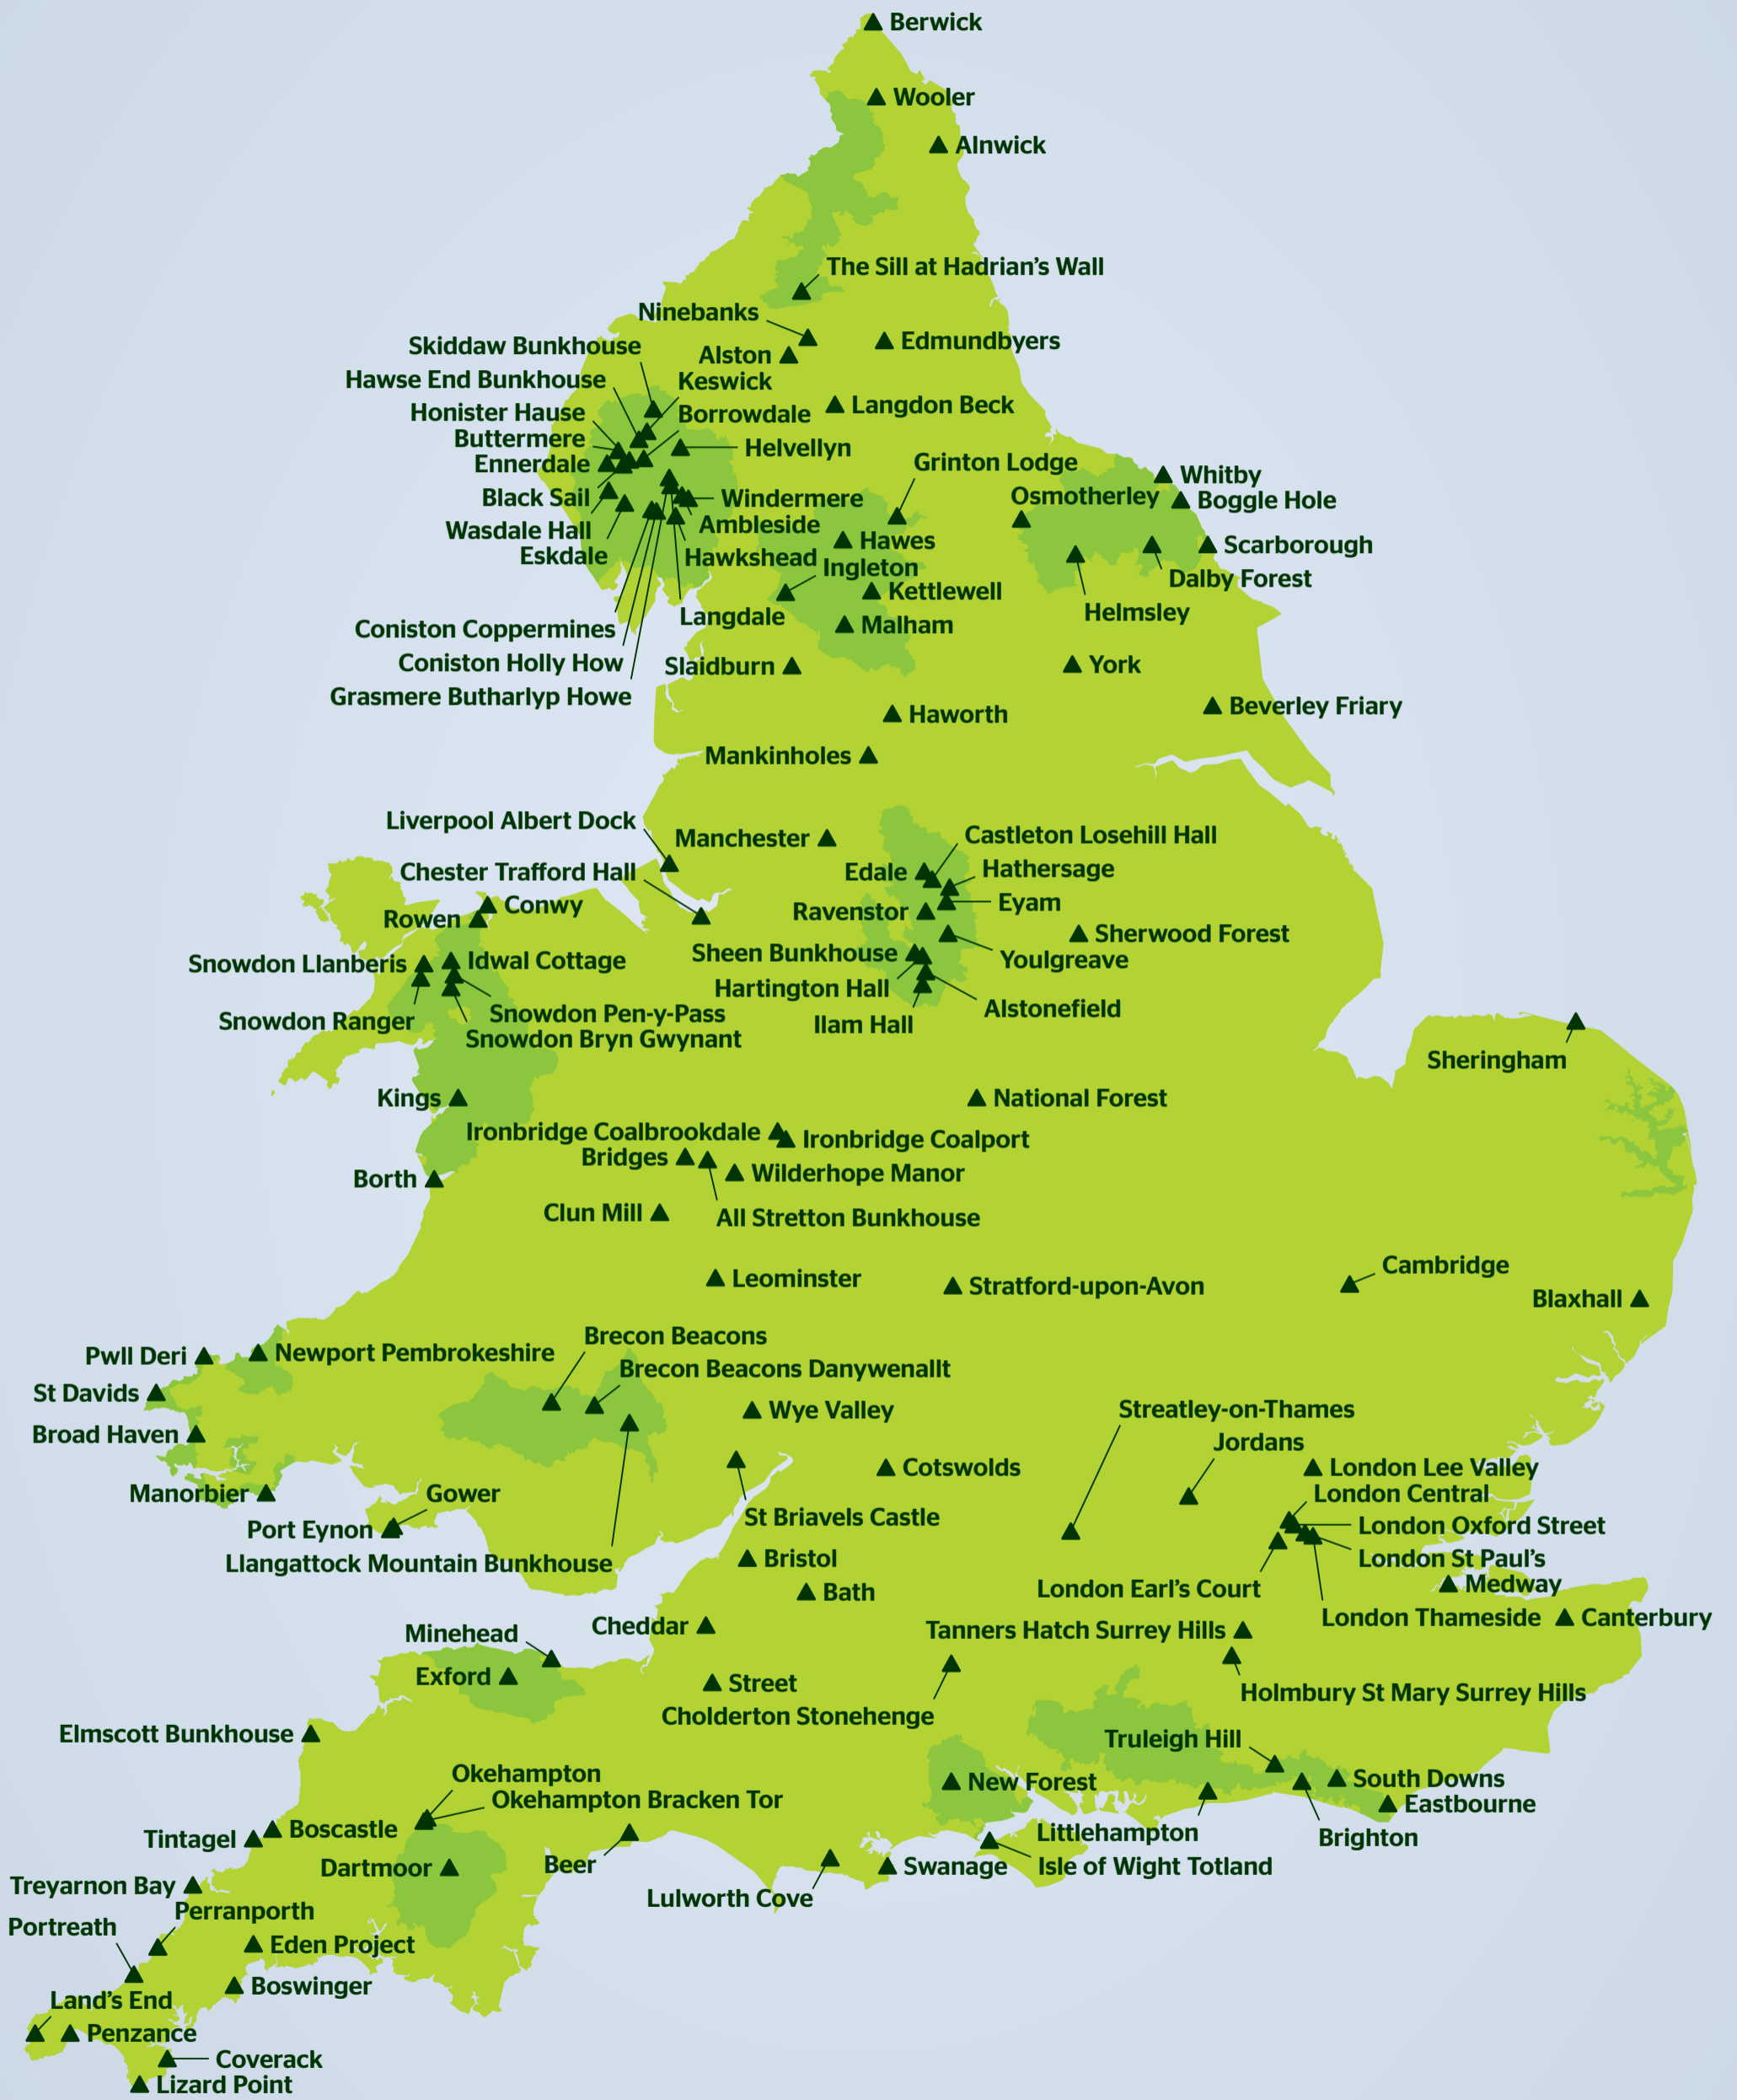 Berwick
Wooler
Alnwick
The Sill at Hadrian’s Wall
Ninebanks
Edmundbyers
Skiddaw Bunkhouse
Alston
Hawse End Bunkhouse
Keswick
Langdon Beck
Honister Hause
Borrowdale
Buttermere
Helvellyn
Ennerdale
Grinton Lodge
Whitby
Osmotherley
Black Sail
Windermere
Boggle Hole
Ambleside
Wasdale Hall
Hawes
Scarborough
Eskdale
Hawkshead
Ingleton
Dalby Forest
Kettlewell
Langdale
Helmsley
Coniston Coppermines
Malham
Coniston Holly How
Slaidburn
York
Grasmere Butharlyp Howe
Beverley Friary
Haworth
Mankinholes
Liverpool Albert Dock
Manchester
Castleton Losehill Hall
Chester Trafford Hall
Edale
Hathersage
Conwy
Eyam
Rowen
Ravenstor
Sherwood Forest
Sheen Bunkhouse
Snowdon Llanberis
Idwal Cottage
Youlgreave
Hartington Hall
Alstonefield
Snowdon Pen-y-Pass
Snowdon Ranger
Ilam Hall
Snowdon Bryn Gwynant
Sheringham
Kings
National Forest
Ironbridge Coalbrookdale
Ironbridge Coalport
Bridges
Wilderhope Manor
Borth
Clun Mill
All Stretton Bunkhouse
Cambridge
Leominster
Stratford-upon-Avon
Blaxhall
Brecon Beacons
Pwll Deri
Newport Pembrokeshire
Brecon Beacons Danywenallt
St Davids
Wye Valley
Streatley-on-Thames
Broad Haven
Jordans
Cotswolds
London Lee Valley
Manorbier
Gower
London Central
St Briavels Castle
London Oxford Street
Port Eynon
Llangattock Mountain Bunkhouse
Bristol
London St Paul’s
Medway
London Earl’s Court
Bath
London Thameside
Canterbury
Cheddar
Tanners Hatch Surrey Hills
Minehead
Exford
Street
Holmbury St Mary Surrey Hills
Cholderton Stonehenge
Elmscott Bunkhouse
Truleigh Hill
Okehampton
New Forest
South Downs
Okehampton Bracken Tor
Eastbourne
Boscastle
Littlehampton
Brighton
Tintagel
Dartmoor
Beer
Swanage
Isle of Wight Totland
Treyarnon Bay
Lulworth Cove
Perranporth
Portreath
Eden Project
Boswinger
Land’s End
Penzance
Coverack
Lizard Point